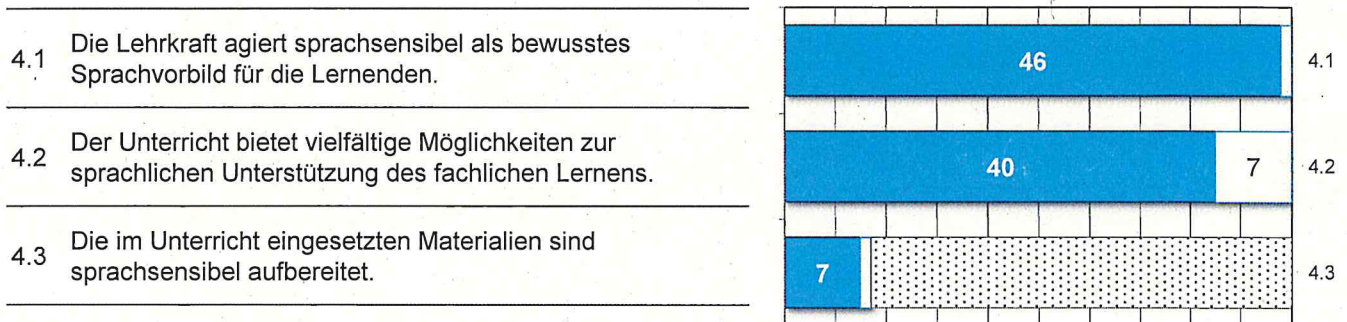 4.1 Die Lehrkraft agiert sprachsensibel als bewusstes
Sprachvorbild für die Lernenden.
46
4.1
4.2 Der Unterricht bietet vielfältige Möglichkeiten zur
sprachlichen Unterstützung des fachlichen Lernens.
40
7
4.2
4.3 Die im Unterricht eingesetzten Materialien sind
sprachsensibel aufbereitet.
7
4.3